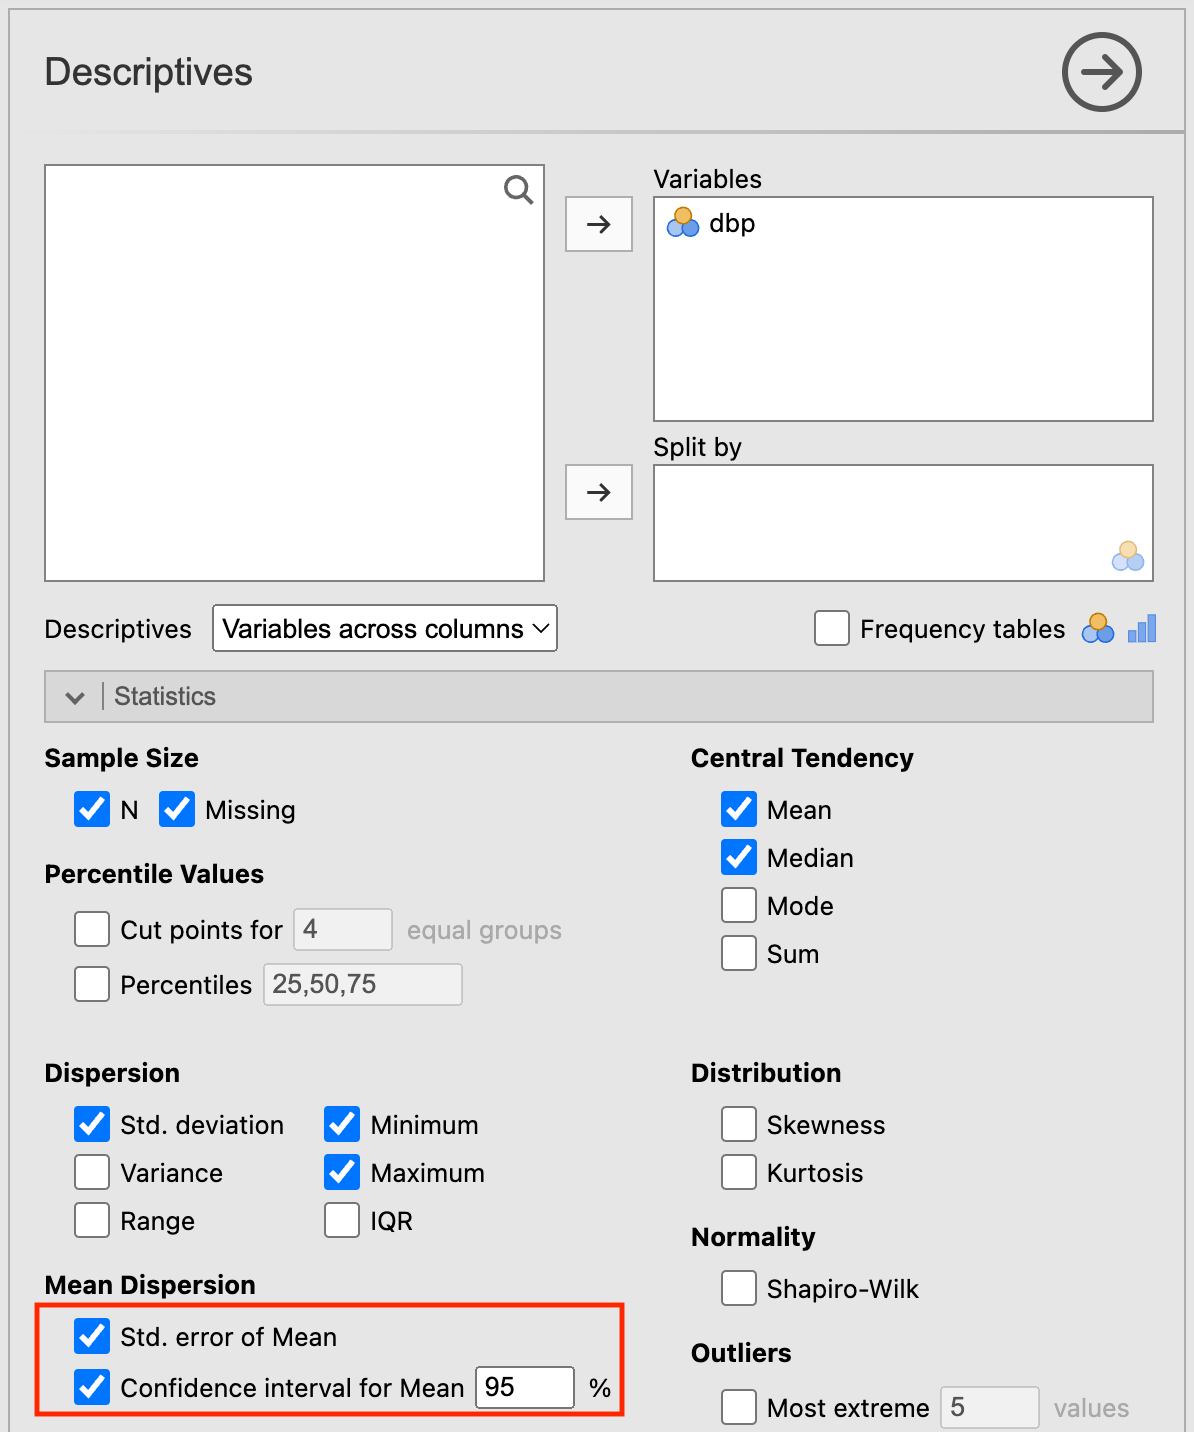 Descriptives
Variables
dbp
Split by
Descriptives Variables across columns Frequency tables
Statistics
Sample Size
N Missing
Percentile Values
Cut points for 4 equal groups
Percentiles 25,50,75
Central Tendency
Mean
Median
Mode
Sum
Dispersion
Std. deviation Minimum
Variance Maximum
Range IQR
Mean Dispersion
Std. error of Mean
Confidence interval for Mean 95 %
Distribution
Skewness
Kurtosis
Normality
Shapiro-Wilk
Outliers
Most extreme 5 values